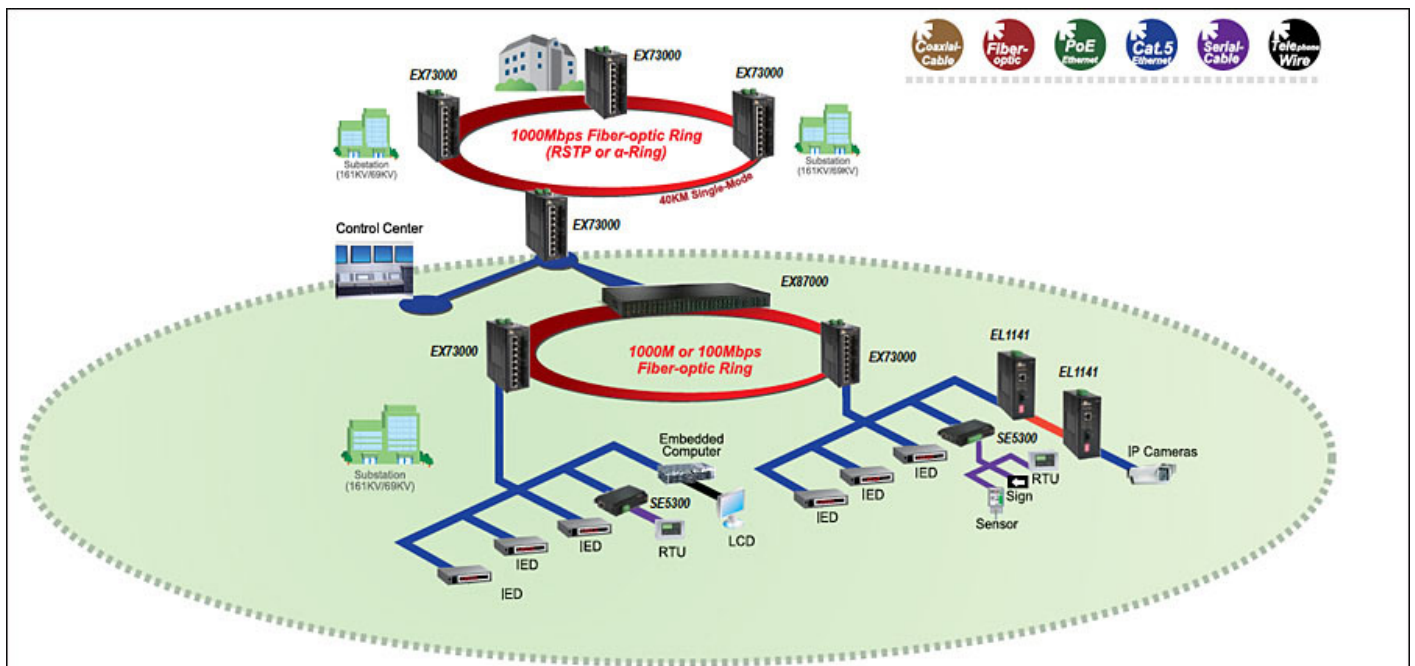 Coaxial-
Cable
Fiber-
optic
PoE
Ethernet
Cat.5
Ethernet
Serial-
Cable
Telephone
Wire
EX73000
EX73000
EX73000
1000Mbps Fiber-optic Ring
(RSTP or α-Ring)
Substation
(161KV/69KV)
Substation
(161KV/69KV)
40KM Single-Mode
EX73000
Control Center
EX87000
EX73000
1000M or 100Mbps
Fiber-optic Ring
EX73000
EL1141
EL1141
SE5300
IP Cameras
IED
IED
IED
RTU
Sign
Sensor
Substation
(161KV/69KV)
Embedded
Computer
SE5300
LCD
RTU
IED
IED
IED